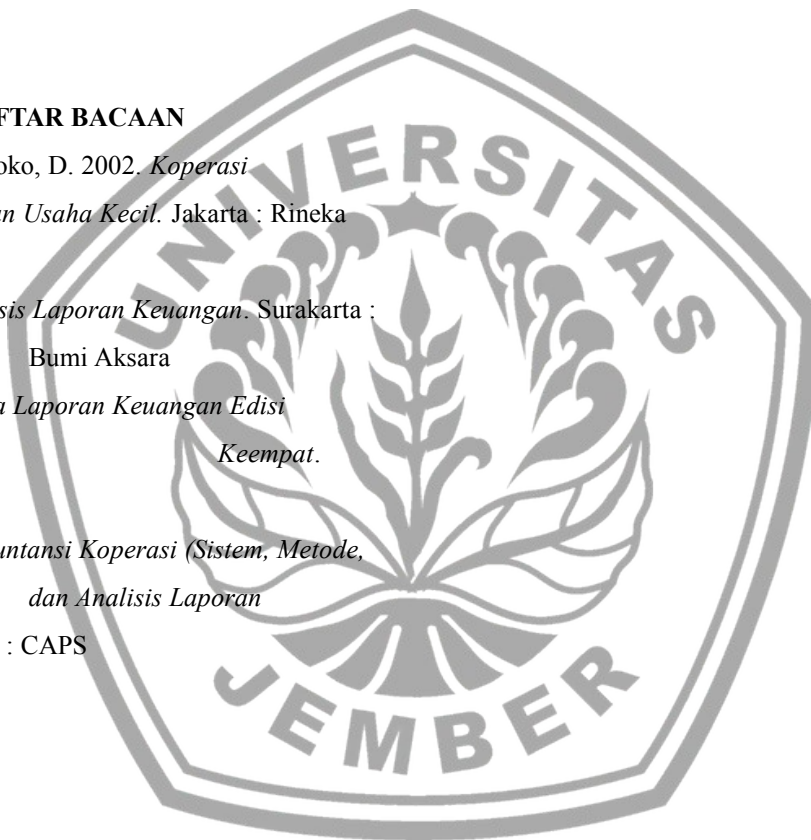 FTAR BACAAN
oko, D. 2002. Koperasi
n Usaha Kecil. Jakarta : Rineka
sis Laporan Keuangan. Surakarta :
Bumi Aksara
a Laporan Keuangan Edisi
Keempat.
untansi Koperasi (Sistem, Metode,
dan Analisis Laporan
: CAPS
UNIVERSITAS
JEMBER